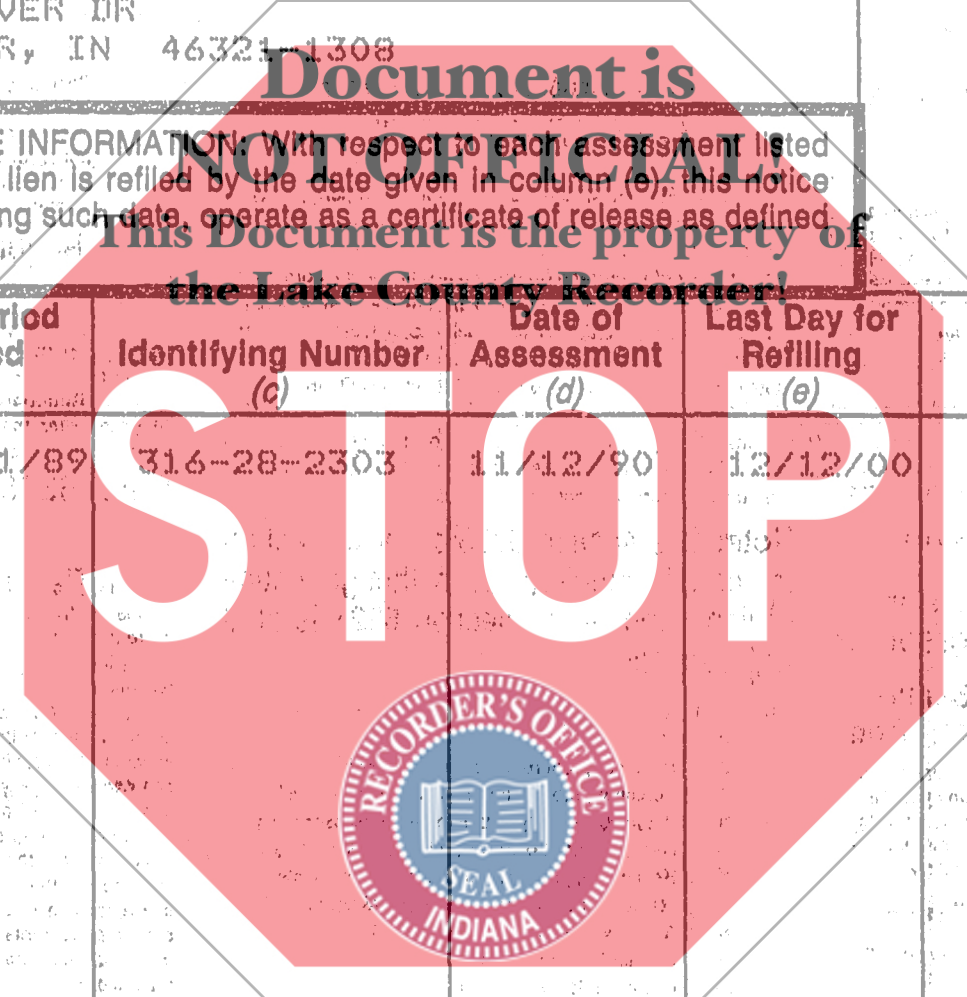 VER DR
R, IN 46321-1308
Document is
INFORMATION: With respect to each assessment listed
NOT OFFICIAL!
lien is refiled by the date given in column (e), this notice
ng such date, operate as a certificate of release as defined
This Document is the property of
the Lake County Recorder!
riod
ed
Identifying Number
(c)
Date of
Assessment
(d)
Last Day for
Refiling
(e)
1/89 316-28-2303 11/12/90 12/12/00
STOP
RECORDER'S OFFICE
SEAL
INDIANA